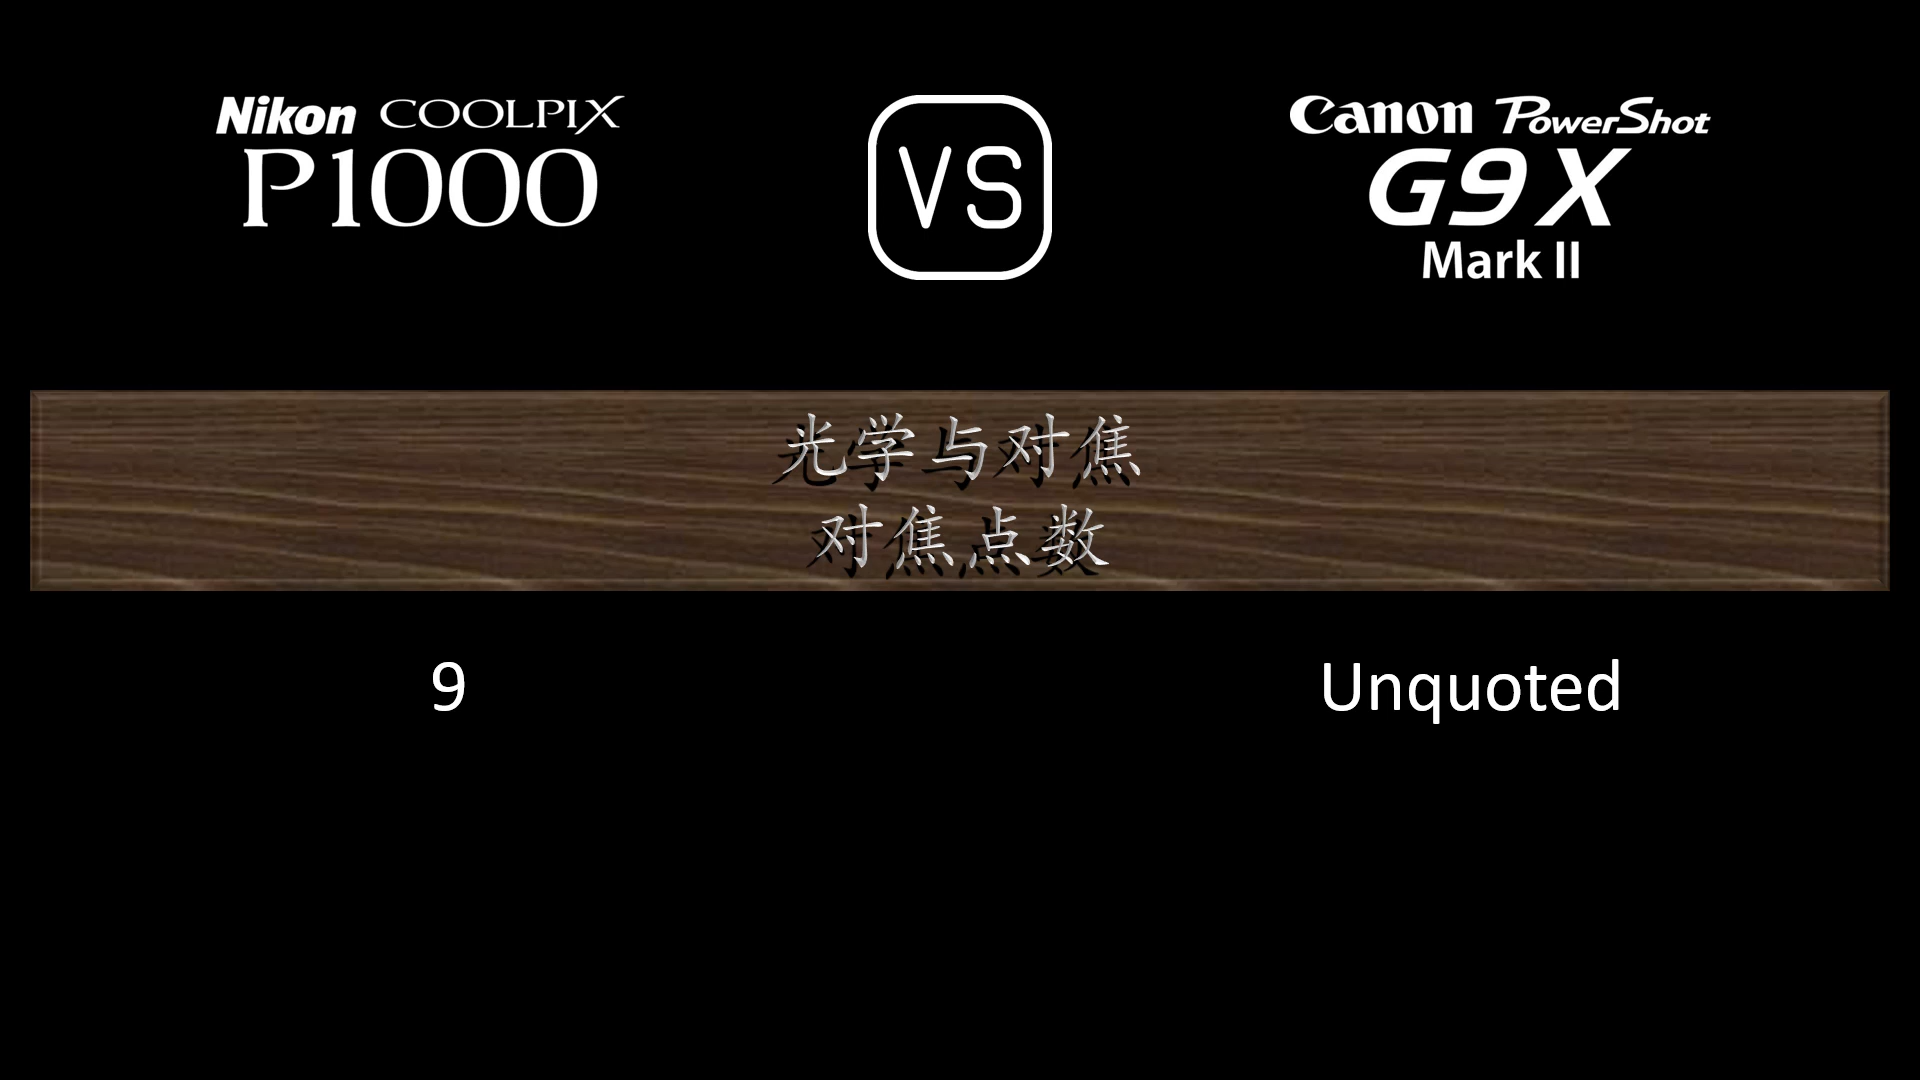 Nikon COOLPIX
P1000
VS
Canon PowerShot
G9 X
Mark II
光学与对焦
对焦点数
9
Unquoted